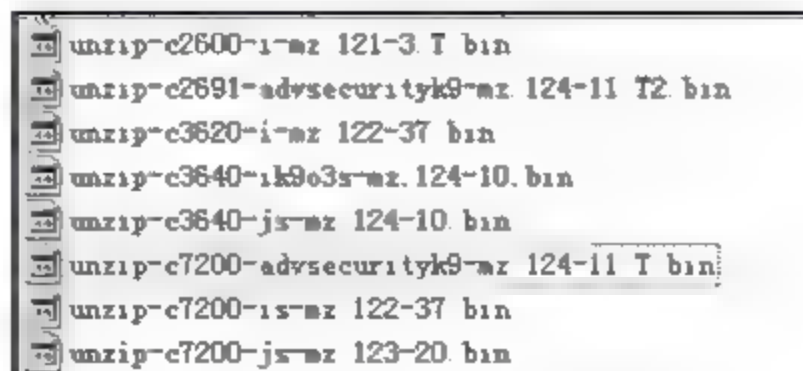 unzip-c2600-i-mz 121-3.T bin
unzip-c2691-advsecurityk9-mz.124-11 T2.bin
unzip-c3620-i-mz 122-37 bin
unzip-c3640-ik9o3s-mz.124-10.bin
unzip-c3640-js-mz 124-10.bin
unzip-c7200-advsecurityk9-mz 124-11 T bin
unzip-c7200-is-mz 122-37 bin
unzip-c7200-js-mz 123-20.bin